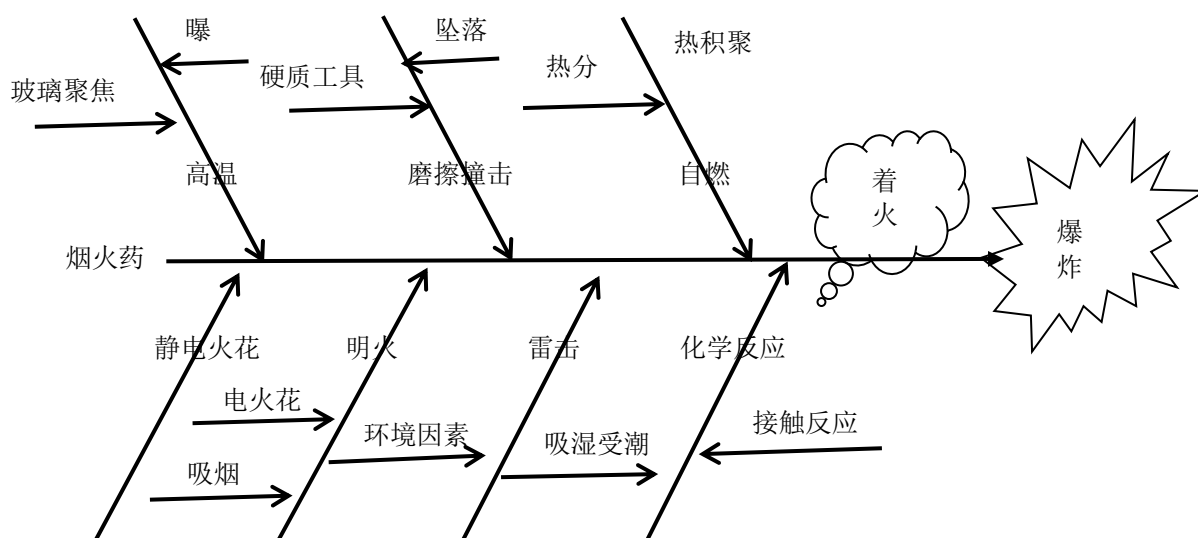 曝
坠落
热积聚
硬质工具
热分
玻璃聚焦
高温
磨擦撞击
自燃
着
火
烟火药
爆
炸
静电火花
明火
雷击
化学反应
电火花
环境因素
吸湿受潮
接触反应
吸烟